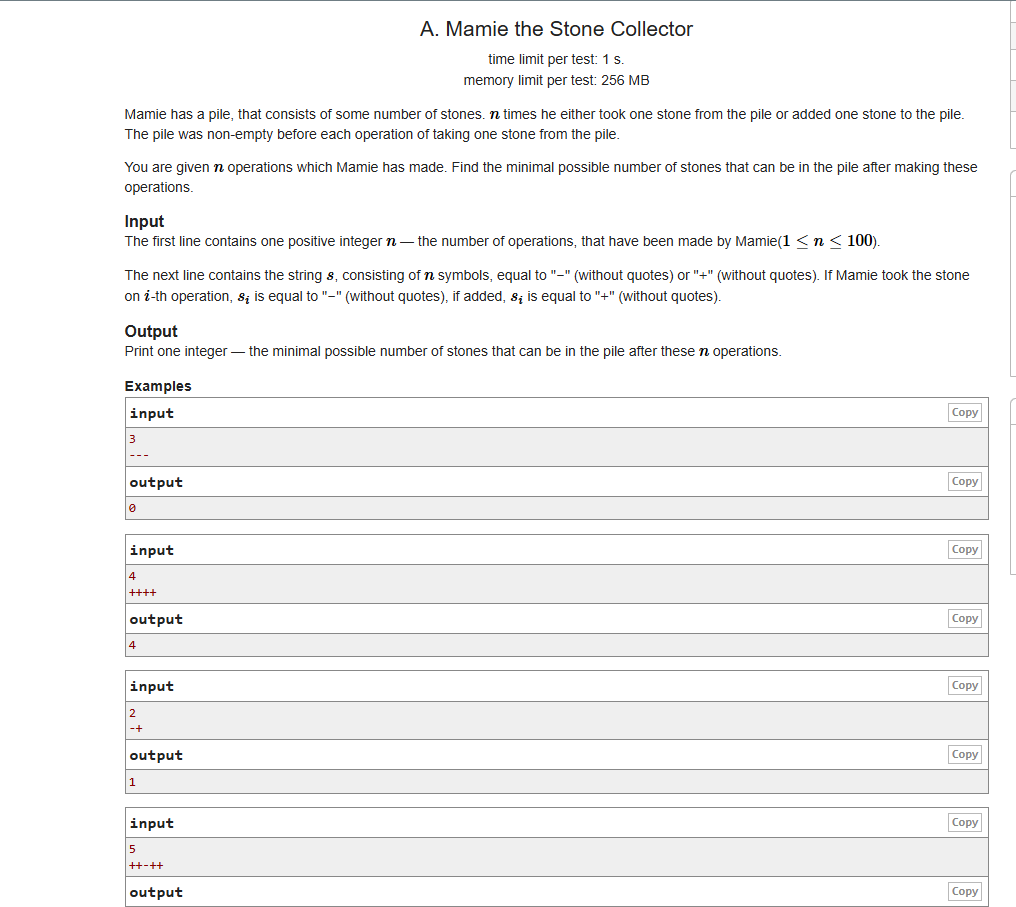 A. Mamie the Stone Collector
time limit per test: 1 s.
memory limit per test: 256 MB
Mamie has a pile, that consists of some number of stones. n times he either took one stone from the pile or added one stone to the pile.
The pile was non-empty before each operation of taking one stone from the pile.
You are given n operations which Mamie has made. Find the minimal possible number of stones that can be in the pile after making these
operations.
Input
The first line contains one positive integer n — the number of operations, that have been made by Mamie(1 ≤ n ≤ 100).
The next line contains the string s, consisting of n symbols, equal to "−" (without quotes) or "+" (without quotes). If Mamie took the stone
on i-th operation, sᵢ is equal to "−" (without quotes), if added, sᵢ is equal to "+" (without quotes).
Output
Print one integer — the minimal possible number of stones that can be in the pile after these n operations.
Examples
input Copy
3
---
output Copy
0
input Copy
4
++++
output Copy
4
input Copy
2
-+
output Copy
1
input Copy
5
++-++
output Copy